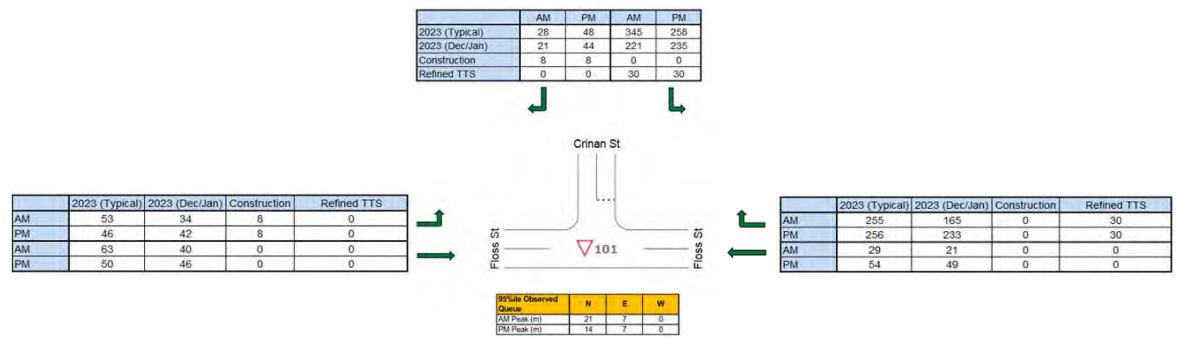 AM PM AM PM
2023 (Typical) 28 48 345 258
2023 (Dec/Jan) 21 44 221 235
Construction 8 8 0 0
Refined TTS 0 0 30 30
Crinan St
2023 (Typical) 2023 (Dec/Jan) Construction Refined TTS
AM 53 34 8 0
PM 46 42 8 0
AM 63 40 0 0
PM 50 46 0 0
Floss St
101
Floss St
2023 (Typical) 2023 (Dec/Jan) Construction Refined TTS
AM 255 165 0 30
PM 256 233 0 30
AM 29 21 0 0
PM 54 49 0 0
95%ile Observed
Queue N E W
AM Peak (m) 21 7 0
PM Peak (m) 14 7 0